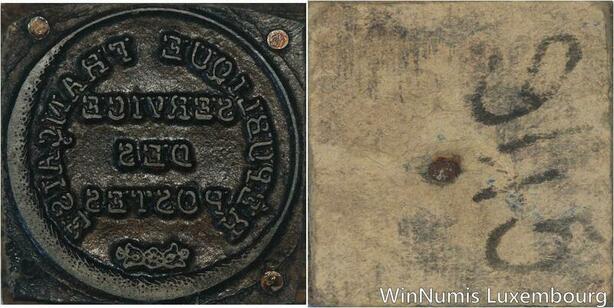 RÉPUBLIQUE FRANÇAISE
SERVICE
DES
POSTES
WinNumis Luxembourg